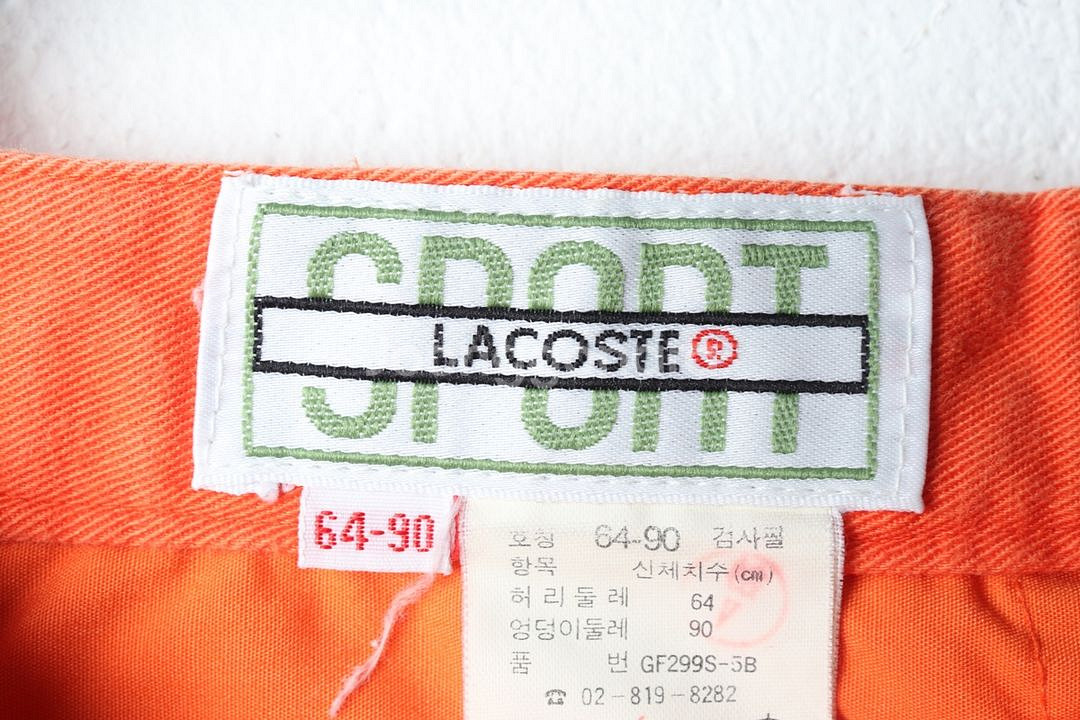 SPORT
LACOSTE®
64-90
호칭 64-90 검사필
항목 신체치수(cm)
허리둘레 64
엉덩이둘레 90
품 번 GF299S-5B
☎ 02-819-8282